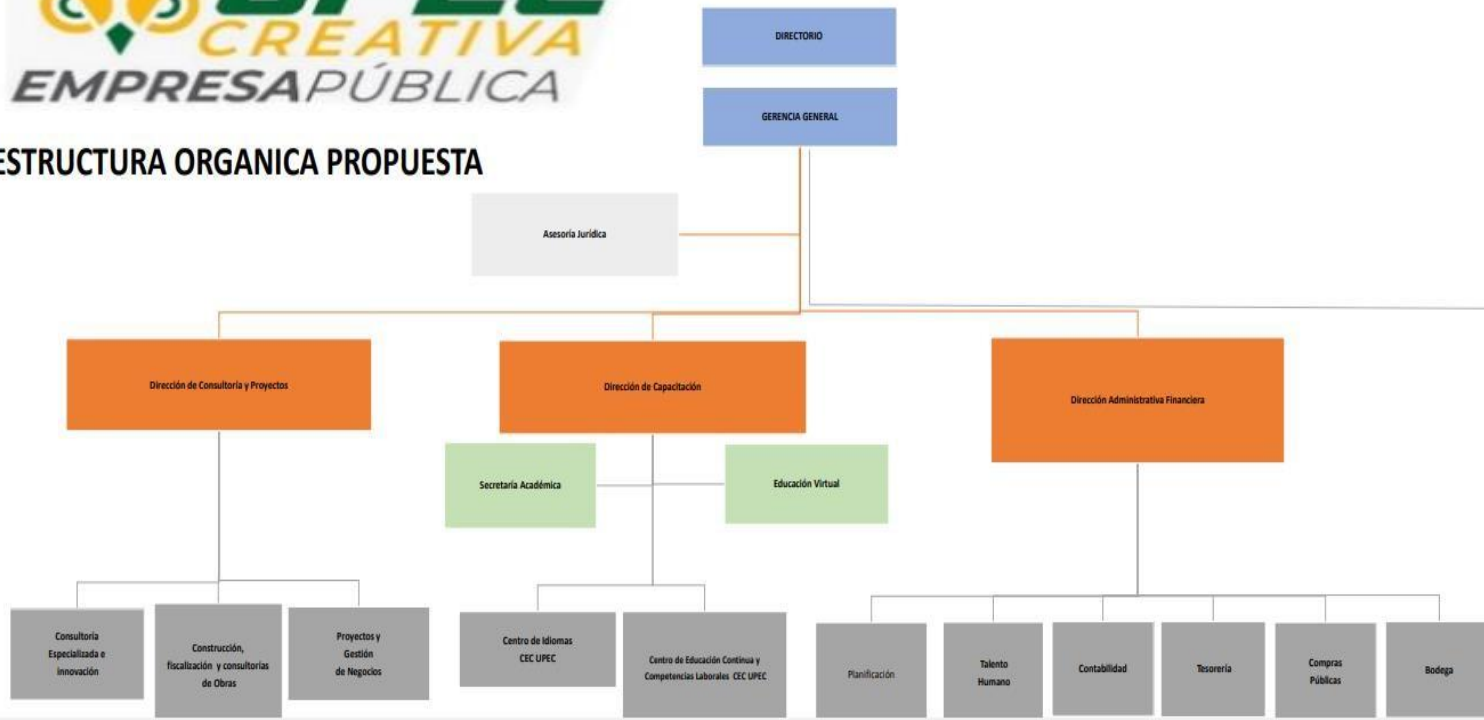 CREATIVA
EMPRESAPÚBLICA
ESTRUCTURA ORGANICA PROPUESTA
DIRECTORIO
GERENCIA GENERAL
Asesoría Jurídica
Dirección de Consultoría y Proyectos
Dirección de Capacitación
Dirección Administrativa Financiera
Secretaría Académica
Educación Virtual
Consultoría
Especializada e
innovación
Construcción,
fiscalización y consultorías
de Obras
Proyectos y
Gestión
de Negocios
Centro de Idiomas
CEC UPEC
Centro de Educación Continua y
Competencias Laborales CEC UPEC
Planificación
Talento
Humano
Contabilidad
Tesorería
Compras
Públicas
Bodega